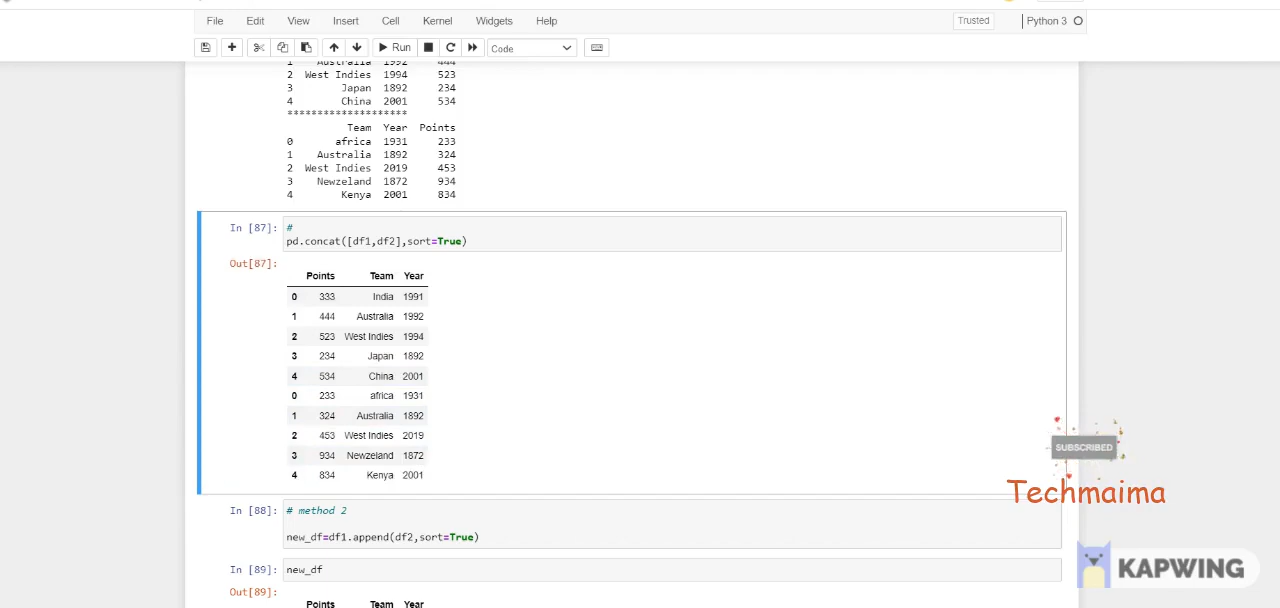 File Edit View Insert Cell Kernel Widgets Help Trusted Python 3
Run Code
1 Australia 1992 444
2 West Indies 1994 523
3 Japan 1892 234
4 China 2001 534
********************
Team Year Points
0 africa 1931 233
1 Australia 1892 324
2 West Indies 2019 453
3 Newzeland 1872 934
4 Kenya 2001 834
In [87]: #
pd.concat([df1,df2],sort=True)
Out[87]:
Points Team Year
0 333 India 1991
1 444 Australia 1992
2 523 West Indies 1994
3 234 Japan 1892
4 534 China 2001
0 233 africa 1931
1 324 Australia 1892
2 453 West Indies 2019
3 934 Newzeland 1872
4 834 Kenya 2001
SUBSCRIBED
Techmaima
In [88]: # method 2
new_df=df1.append(df2,sort=True)
KAPWING
In [89]: new_df
Out[89]:
Points Team Year